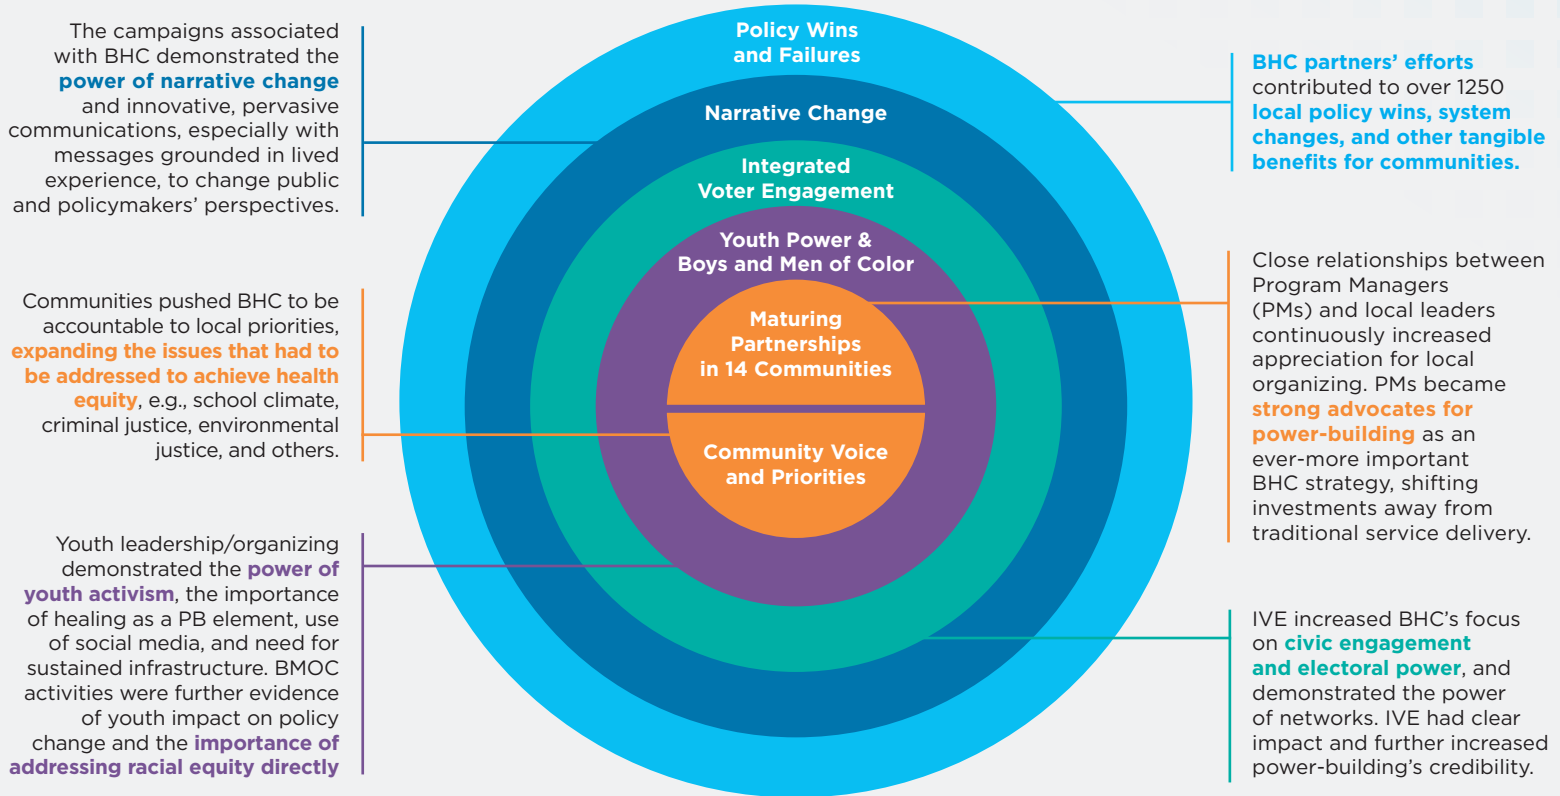 The campaigns associated
with BHC demonstrated the
power of narrative change
and innovative, pervasive
communications, especially with
messages grounded in lived
experience, to change public
and policymakers' perspectives.
Communities pushed BHC to be
accountable to local priorities,
expanding the issues that had to
be addressed to achieve health
equity, e.g., school climate,
criminal justice, environmental
justice, and others.
Youth leadership/organizing
demonstrated the power of
youth activism, the importance
of healing as a PB element, use
of social media, and need for
sustained infrastructure. BMOC
activities were further evidence
of youth impact on policy
change and the importance of
addressing racial equity directly
Policy Wins
and Failures
Narrative Change
Integrated
Voter Engagement
Youth Power &
Boys and Men of Color
Maturing
Partnerships
in 14 Communities
Community Voice
and Priorities
BHC partners' efforts
contributed to over 1250
local policy wins, system
changes, and other tangible
benefits for communities.
Close relationships between
Program Managers
(PMs) and local leaders
continuously increased
appreciation for local
organizing. PMs became
strong advocates for
power-building as an
ever-more important
BHC strategy, shifting
investments away from
traditional service delivery.
IVE increased BHC's focus
on civic engagement
and electoral power, and
demonstrated the power
of networks. IVE had clear
impact and further increased
power-building's credibility.